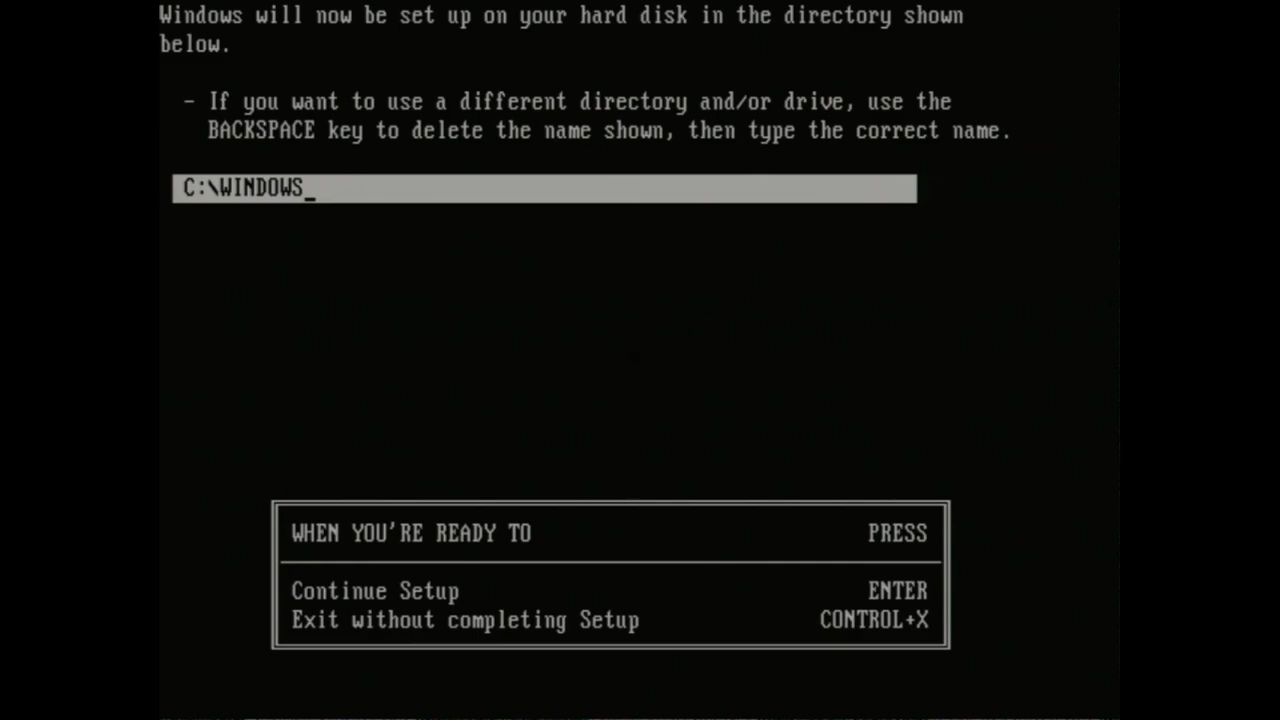 Windows will now be set up on your hard disk in the directory shown
below.
- If you want to use a different directory and/or drive, use the
BACKSPACE key to delete the name shown, then type the correct name.
C:\WINDOWS_
WHEN YOU'RE READY TO PRESS
Continue Setup ENTER
Exit without completing Setup CONTROL+X